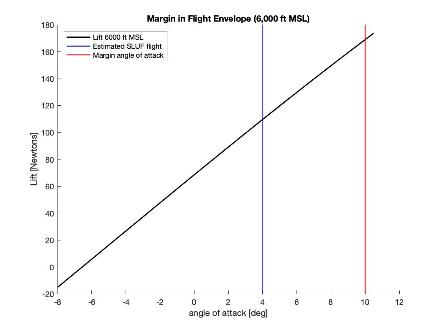 Margin in Flight Envelope (6,000 ft MSL)
Lift 6000 ft MSL
Estimated SLUF flight
Margin angle of attack
180
160
140
120
100
80
60
40
20
0
-20
Lift [Newtons]
-8 -6 -4 -2 0 2 4 6 8 10 12
angle of attack [deg]